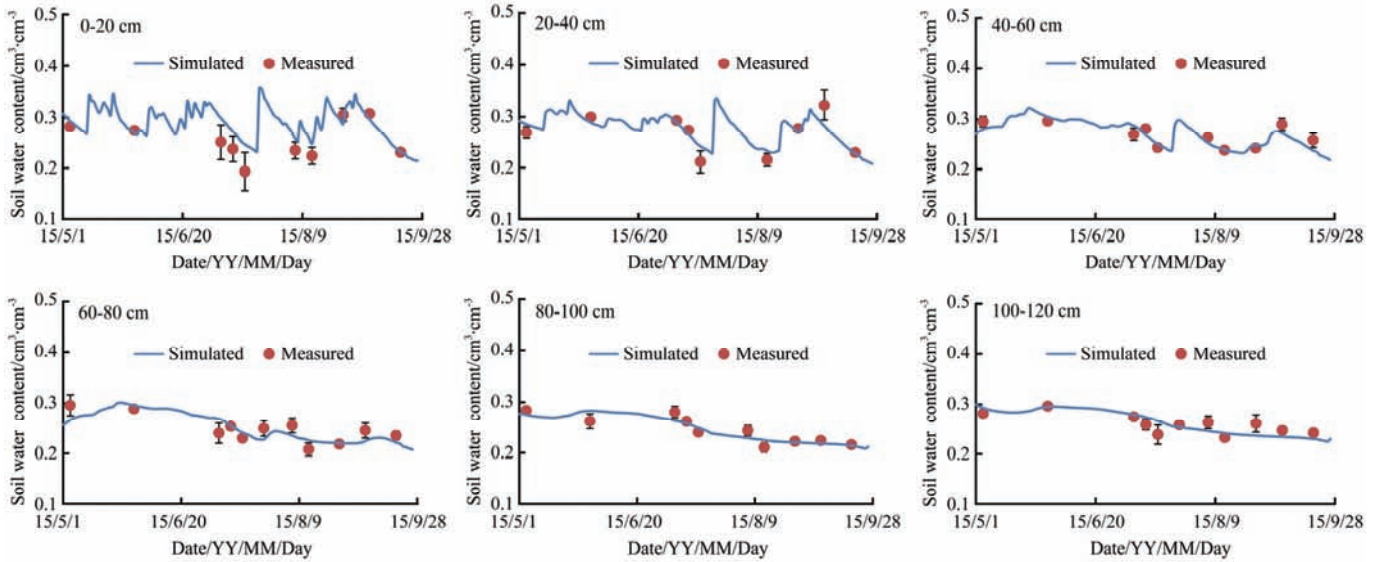 0-20 cm
Simulated Measured
Soil water content/cm³·cm⁻³
0.5
0.4
0.3
0.2
0.1
15/5/1 15/6/20 15/8/9 15/9/28
Date/YY/MM/Day
20-40 cm
Simulated Measured
Soil water content/cm³·cm⁻³
0.5
0.4
0.3
0.2
0.1
15/5/1 15/6/20 15/8/9 15/9/28
Date/YY/MM/Day
40-60 cm
Simulated Measured
Soil water content/cm³·cm⁻³
0.5
0.4
0.3
0.2
0.1
15/5/1 15/6/20 15/8/9 15/9/28
Date/YY/MM/Day
60-80 cm
Simulated Measured
Soil water content/cm³·cm⁻³
0.5
0.4
0.3
0.2
0.1
15/5/1 15/6/20 15/8/9 15/9/28
Date/YY/MM/Day
80-100 cm
Simulated Measured
Soil water content/cm³·cm⁻³
0.5
0.4
0.3
0.2
0.1
15/5/1 15/6/20 15/8/9 15/9/28
Date/YY/MM/Day
100-120 cm
Simulated Measured
Soil water content/cm³·cm⁻³
0.5
0.4
0.3
0.2
0.1
15/5/1 15/6/20 15/8/9 15/9/28
Date/YY/MM/Day